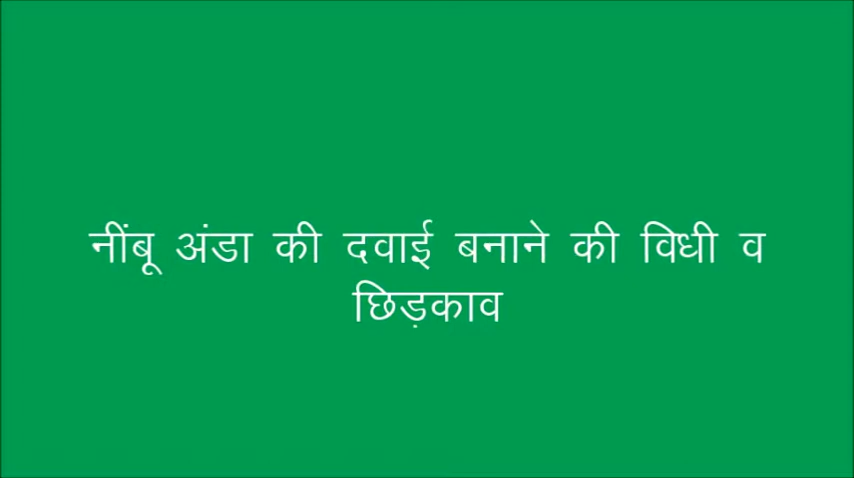 नींबू अंडा की दवाई बनाने की विधी व
छिड़काव